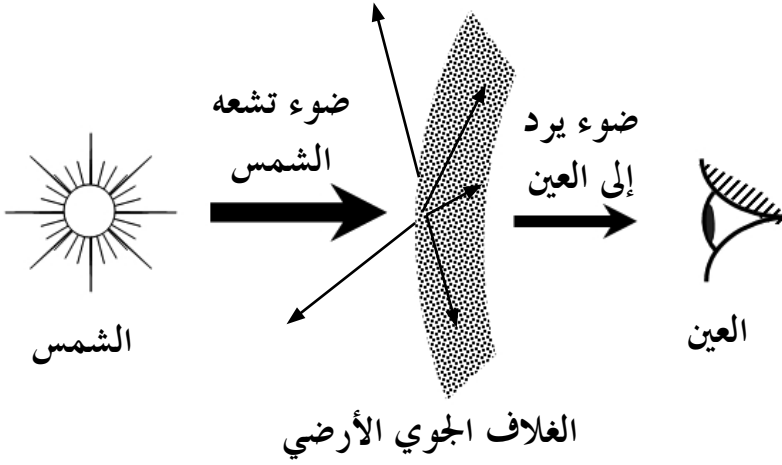 ضوء تشعه
الشمس
ضوء يرد
إلى العين
الشمس
العين
الغلاف الجوي الأرضي